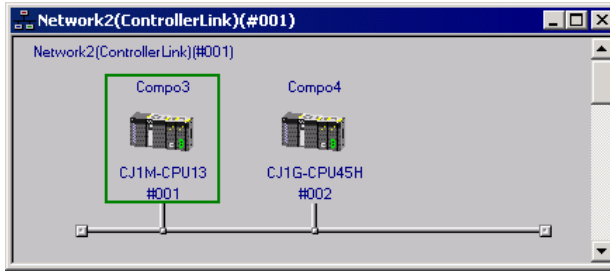 Network2(ControllerLink)(#001)
Network2(ControllerLink)(#001)
Compo3
Compo4
CJ1M-CPU13
CJ1G-CPU45H
#001
#002